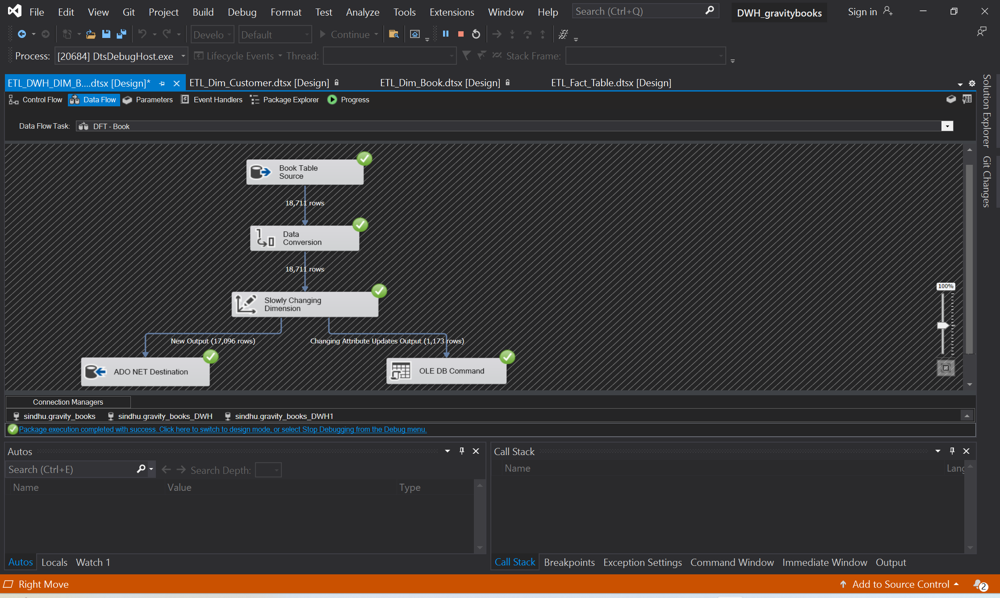 File Edit View Git Project Build Debug Format Test Analyze Tools Extensions Window Help Search (Ctrl+Q) DWH_gravitybooks Sign in
Develo Default Continue
Process: [20684] DtsDebugHost.exe Lifecycle Events Thread: Stack Frame:
ETL_DWH_DIM_B....dtsx [Design]* ETL_Dim_Customer.dtsx [Design] ETL_Dim_Book.dtsx [Design] ETL_Fact_Table.dtsx [Design]
Control Flow Data Flow Parameters Event Handlers Package Explorer Progress
Data Flow Task: DFT - Book
Solution Explorer
Git Changes
Book Table
Source
18,711 rows
Data
Conversion
18,711 rows
Slowly Changing
Dimension
New Output (17,096 rows) Changing Attribute Updates Output (1,173 rows)
ADO NET Destination OLE DB Command
100%
Connection Managers
sindhu.gravity_books sindhu.gravity_books_DWH sindhu.gravity_books_DWH1
Package execution completed with success. Click here to switch to design mode, or select Stop Debugging from the Debug menu.
Autos
Search (Ctrl+E) Search Depth:
Name Value Type
Autos Locals Watch 1
Call Stack
Name Lang
Call Stack Breakpoints Exception Settings Command Window Immediate Window Output
Right Move Add to Source Control 2